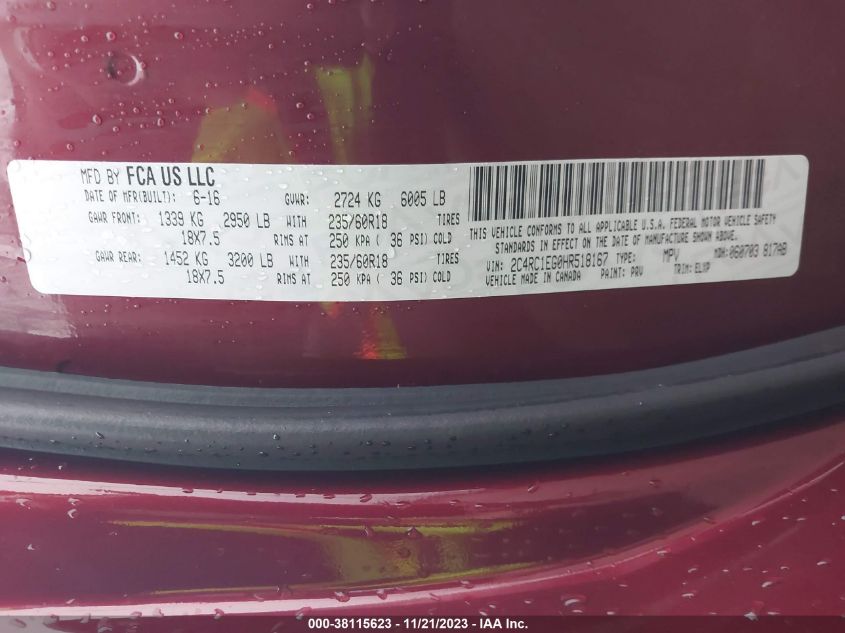 MFD BY FCA US LLC
DATE OF MFR(BUILT): 6-16 GVWR: 2724 KG 6005 LB
GAWR FRONT: 1339 KG 2950 LB WITH 235/60R18 TIRES
18X7.5 RIMS AT 250 KPA ( 36 PSI) COLD
GAWR REAR: 1452 KG 3200 LB WITH 235/60R18 TIRES
18X7.5 RIMS AT 250 KPA ( 36 PSI) COLD
THIS VEHICLE CONFORMS TO ALL APPLICABLE U.S.A. FEDERAL MOTOR VEHICLE SAFETY
STANDARDS IN EFFECT ON THE DATE OF MANUFACTURE SHOWN ABOVE.
VIN: 2C4RC1EG0HR518167 TYPE: MPV MDH: 060703 817AB
VEHICLE MADE IN CANADA PAINT: PRV TRIM: ELXP
000-38115623 - 11/21/2023 - IAA Inc.